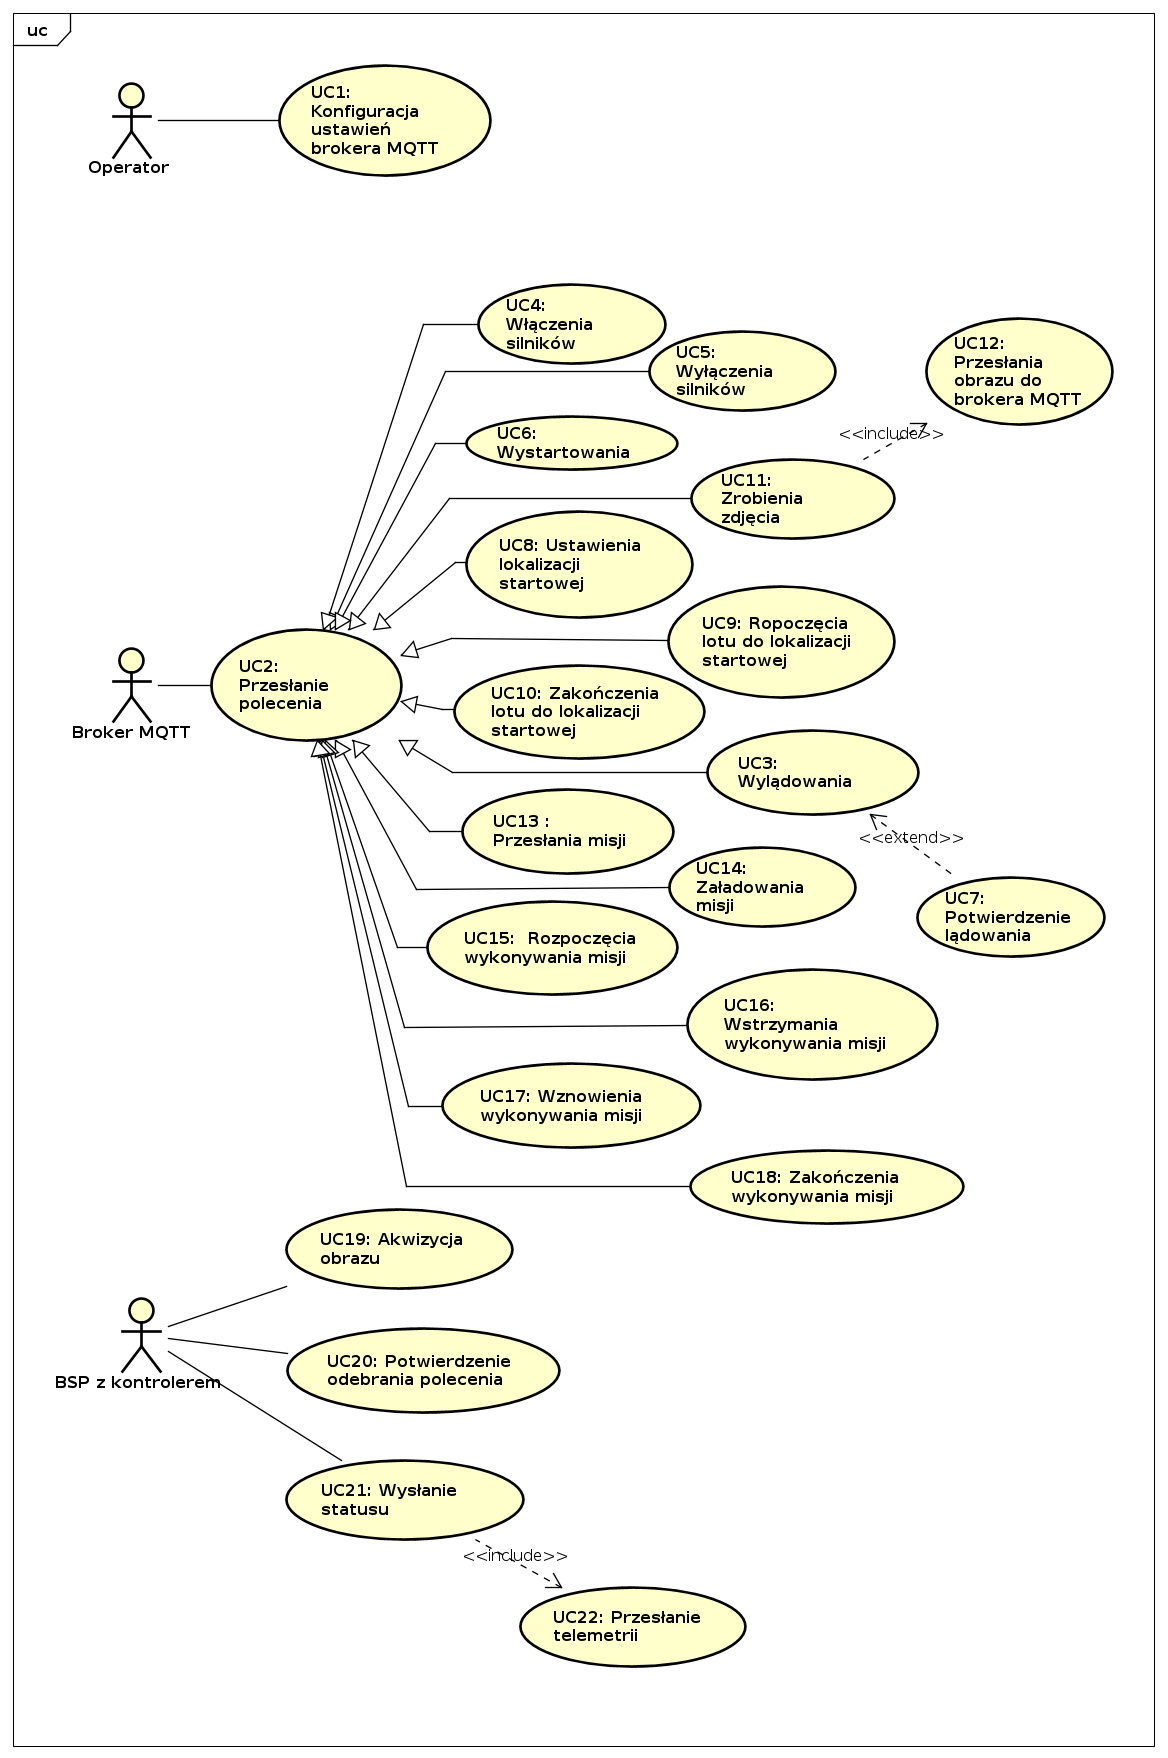 uc
UC1:
Konfiguracja
ustawień
brokera MQTT
Operator
UC4:
Włączenia
silników
UC5:
Wyłączenia
silników
UC12:
Przesłania
obrazu do
brokera MQTT
UC6:
Wystartowania
<<include>>
UC11:
Zrobienia
zdjęcia
UC8: Ustawienia
lokalizacji
startowej
UC9: Ropoczęcia
lotu do lokalizacji
startowej
UC2:
Przesłanie
polecenia
Broker MQTT
UC10: Zakończenia
lotu do lokalizacji
startowej
UC3:
Wylądowania
UC13 :
Przesłania misji
<<extend>>
UC14:
Załadowania
misji
UC7:
Potwierdzenie
lądowania
UC15:  Rozpoczęcia
wykonywania misji
UC16:
Wstrzymania
wykonywania misji
UC17: Wznowienia
wykonywania misji
UC18: Zakończenia
wykonywania misji
UC19: Akwizycja
obrazu
BSP z kontrolerem
UC20: Potwierdzenie
odebrania polecenia
UC21: Wysłanie
statusu
<<include>>
UC22: Przesłanie
telemetrii